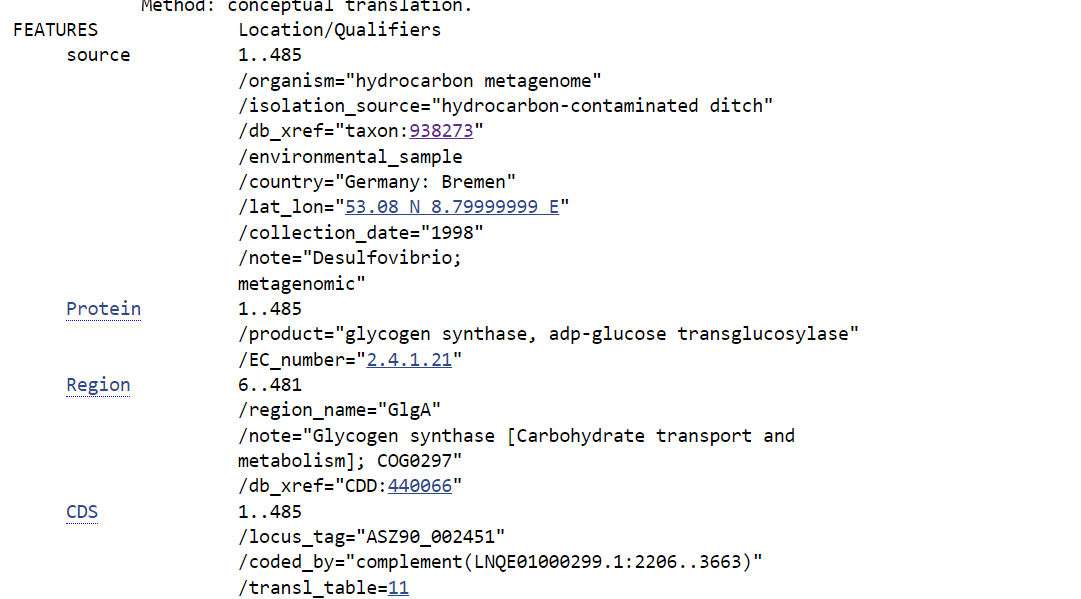 Method: conceptual translation.
FEATURES Location/Qualifiers
source 1..485
/organism="hydrocarbon metagenome"
/isolation_source="hydrocarbon-contaminated ditch"
/db_xref="taxon:938273"
/environmental_sample
/country="Germany: Bremen"
/lat_lon="53.08 N 8.79999999 E"
/collection_date="1998"
/note="Desulfovibrio;
metagenomic"
Protein 1..485
/product="glycogen synthase, adp-glucose transglucosylase"
/EC_number="2.4.1.21"
Region 6..481
/region_name="GlgA"
/note="Glycogen synthase [Carbohydrate transport and
metabolism]; COG0297"
/db_xref="CDD:440066"
CDS 1..485
/locus_tag="ASZ90_002451"
/coded_by="complement(LNQE01000299.1:2206..3663)"
/transl_table=11